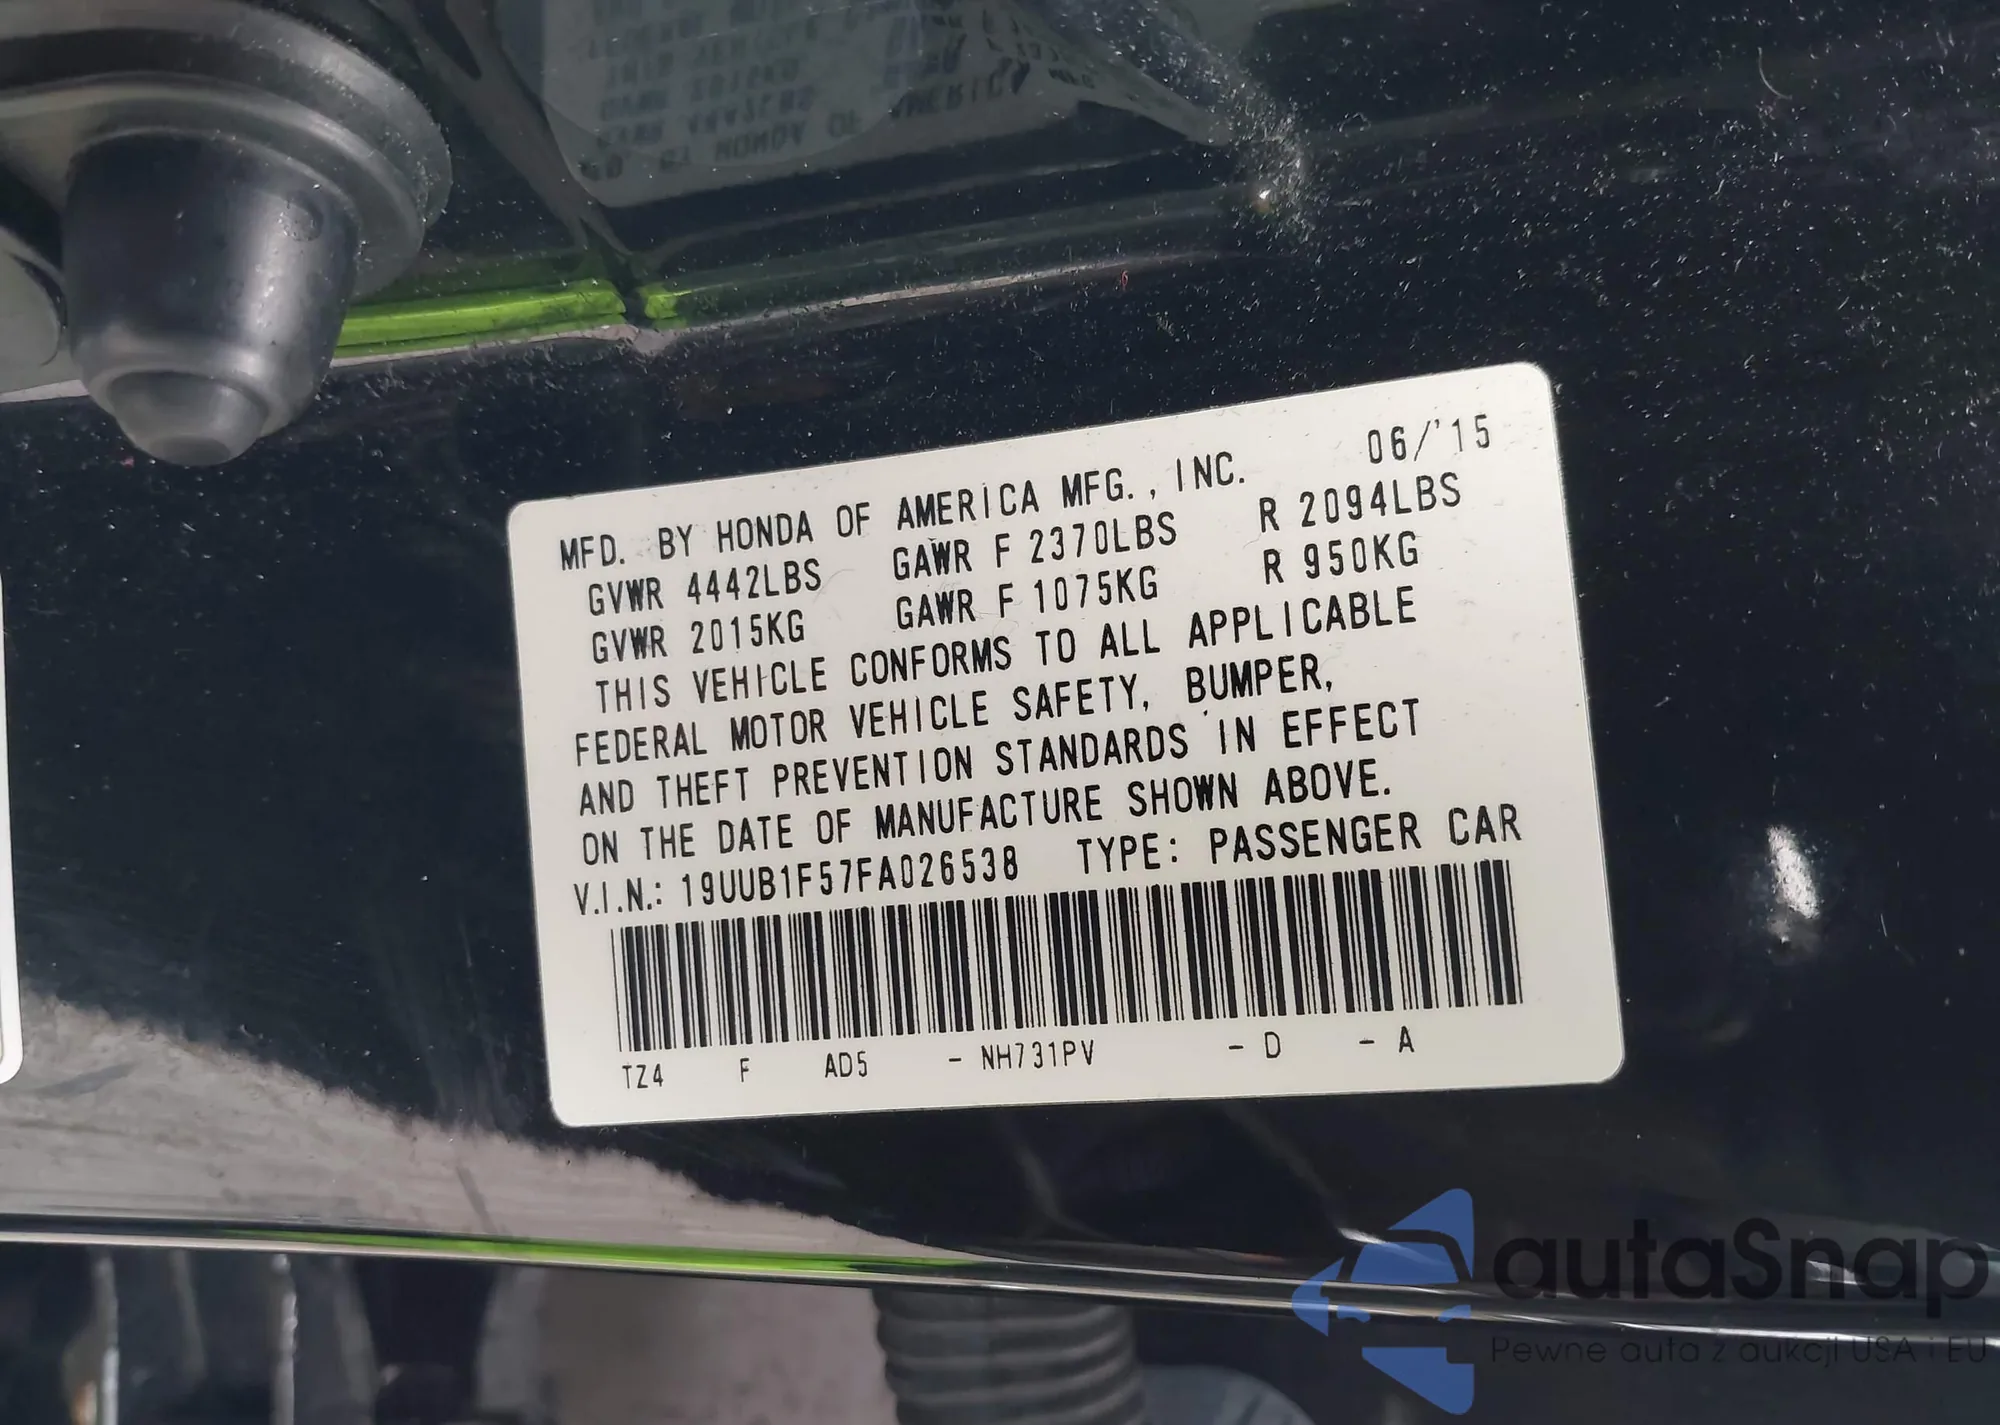 MFD. BY HONDA OF AMERICA MFG., INC. 06/'15
GVWR 4442LBS GAWR F 2370LBS R 2094LBS
GVWR 2015KG GAWR F 1075KG R 950KG
THIS VEHICLE CONFORMS TO ALL APPLICABLE
FEDERAL MOTOR VEHICLE SAFETY, BUMPER,
AND THEFT PREVENTION STANDARDS IN EFFECT
ON THE DATE OF MANUFACTURE SHOWN ABOVE.
V.I.N.: 19UUB1F57FA026538 TYPE: PASSENGER CAR
TZ4 F AD5 - NH731PV - D - A
autaSnap
Pewne auta z aukcji USA i EU